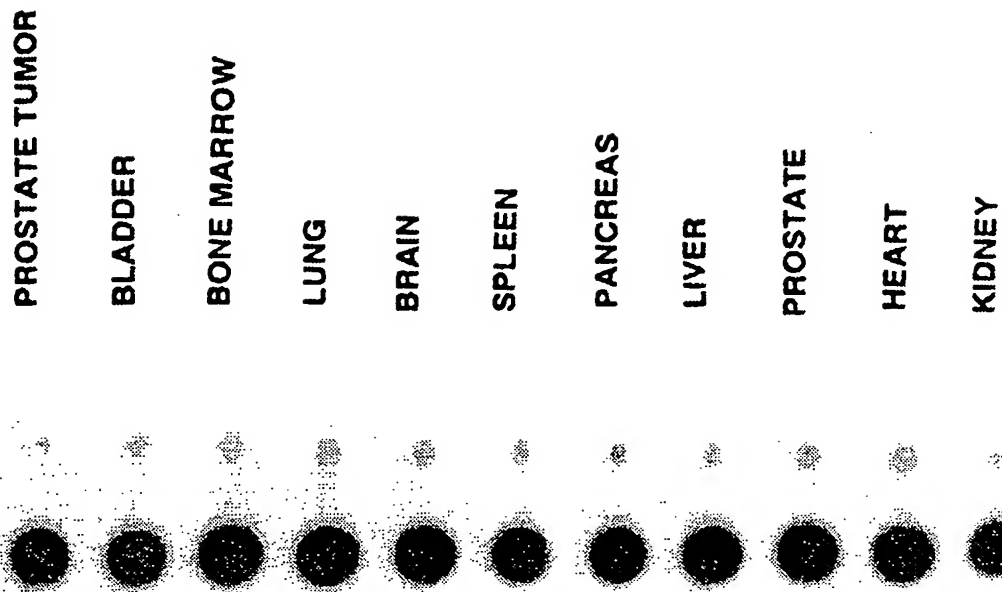 PROSTATE TUMOR
BLADDER
BONE MARROW
LUNG
BRAIN
SPLEEN
PANCREAS
LIVER
PROSTATE
HEART
KIDNEY